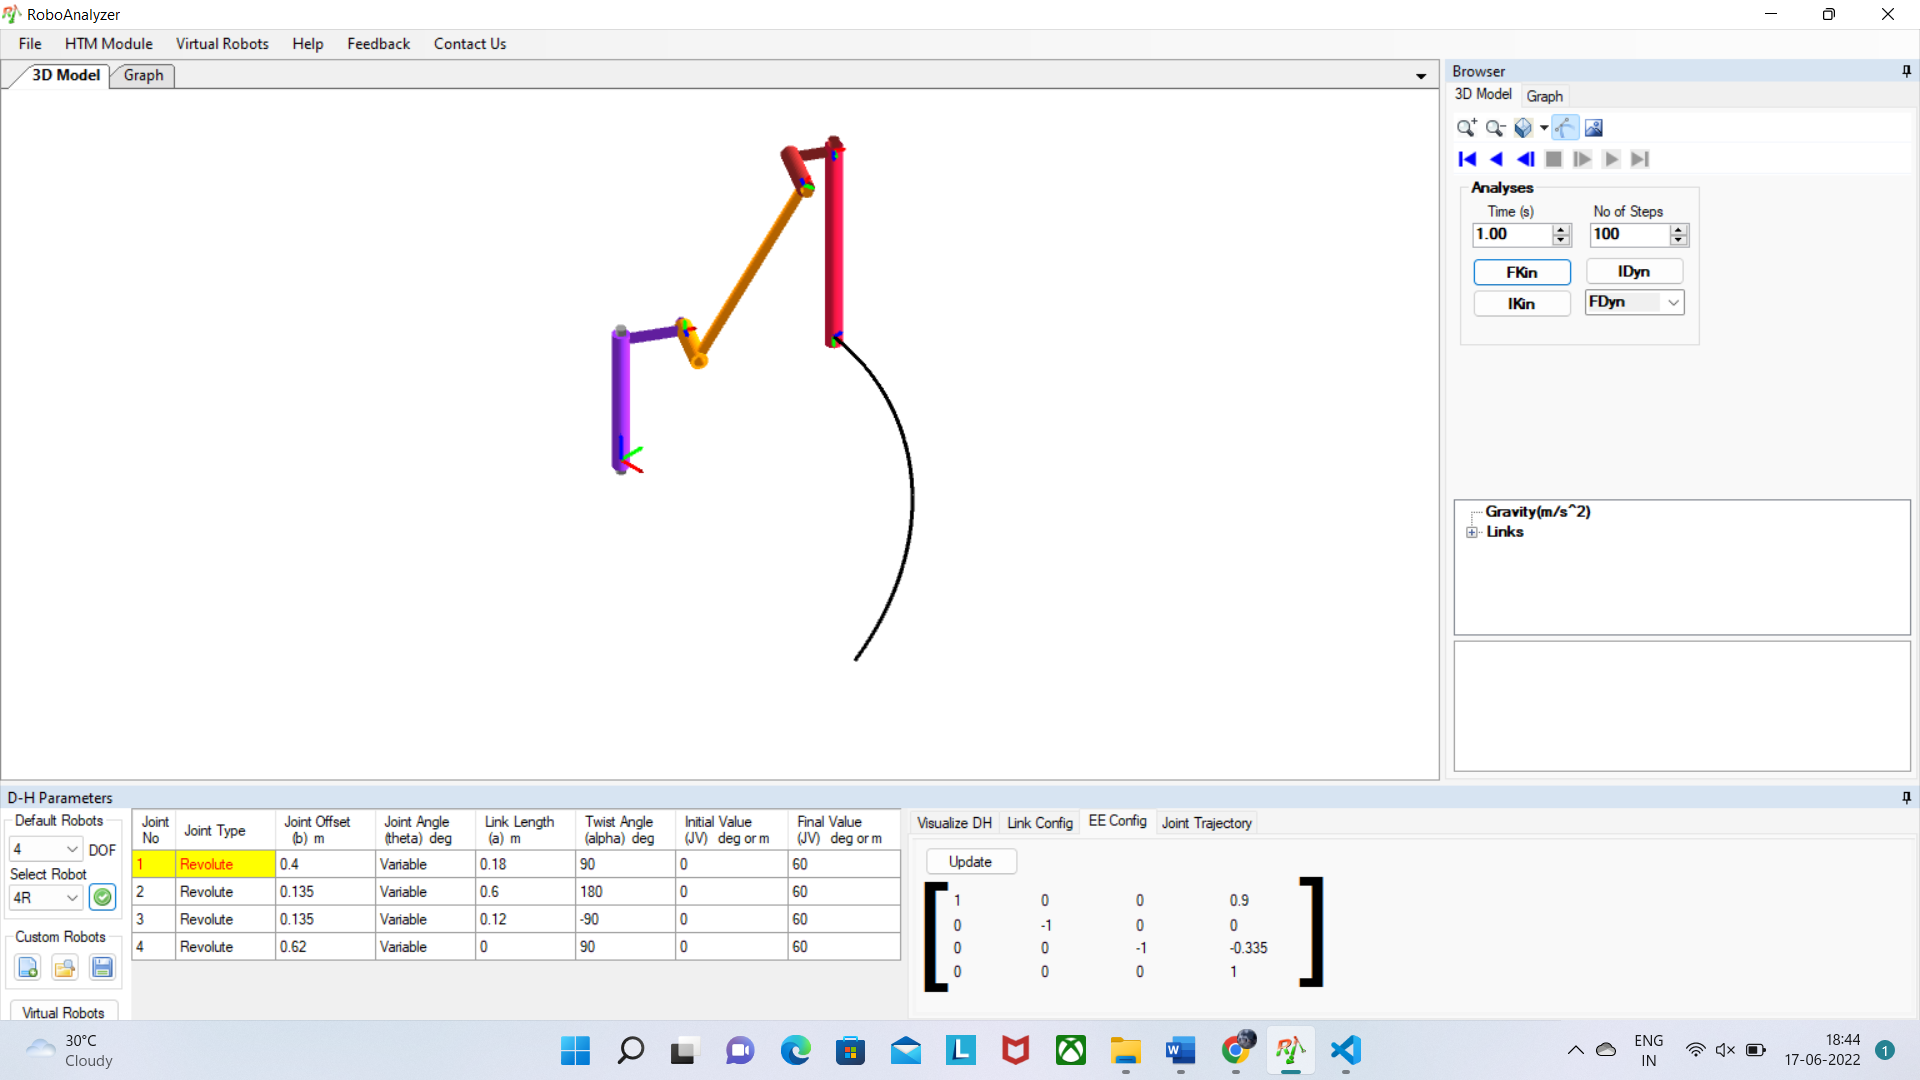 RoboAnalyzer
File HTM Module Virtual Robots Help Feedback Contact Us
3D Model Graph
Browser
3D Model Graph
Analyses
Time (s) No of Steps
1.00 100
FKin IDyn
IKin FDyn
Gravity(m/s^2)
Links
D-H Parameters
Default Robots
4 DOF
Select Robot
4R
Custom Robots
Virtual Robots
Joint No Joint Type Joint Offset (b) m Joint Angle (theta) deg Link Length (a) m Twist Angle (alpha) deg Initial Value (JV) deg or m Final Value (JV) deg or m
1 Revolute 0.4 Variable 0.18 90 0 60
2 Revolute 0.135 Variable 0.6 180 0 60
3 Revolute 0.135 Variable 0.12 -90 0 60
4 Revolute 0.62 Variable 0 90 0 60
Visualize DH Link Config EE Config Joint Trajectory
Update
1 0 0 0.9
0 -1 0 0
0 0 -1 -0.335
0 0 0 1
30°C
Cloudy
ENG
IN
18:44
17-06-2022
1